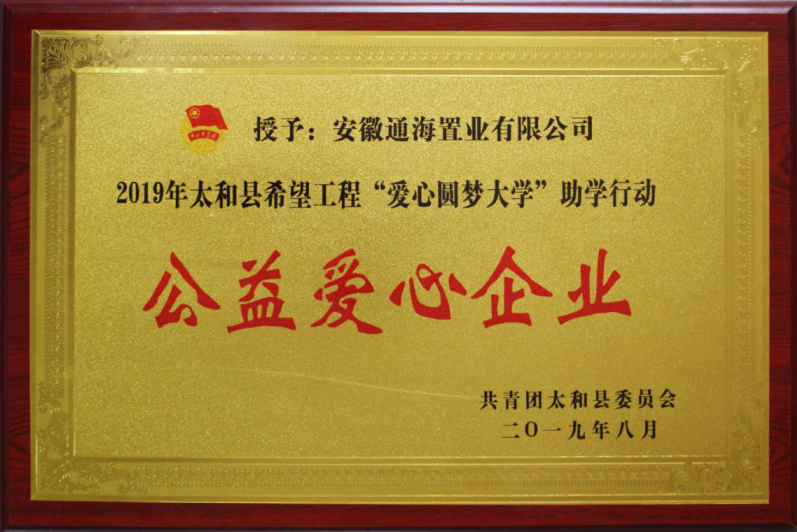 授予：安徽通海置业有限公司
2019年太和县希望工程“爱心圆梦大学”助学行动
公益爱心企业
共青团太和县委员会
二〇一九年八月